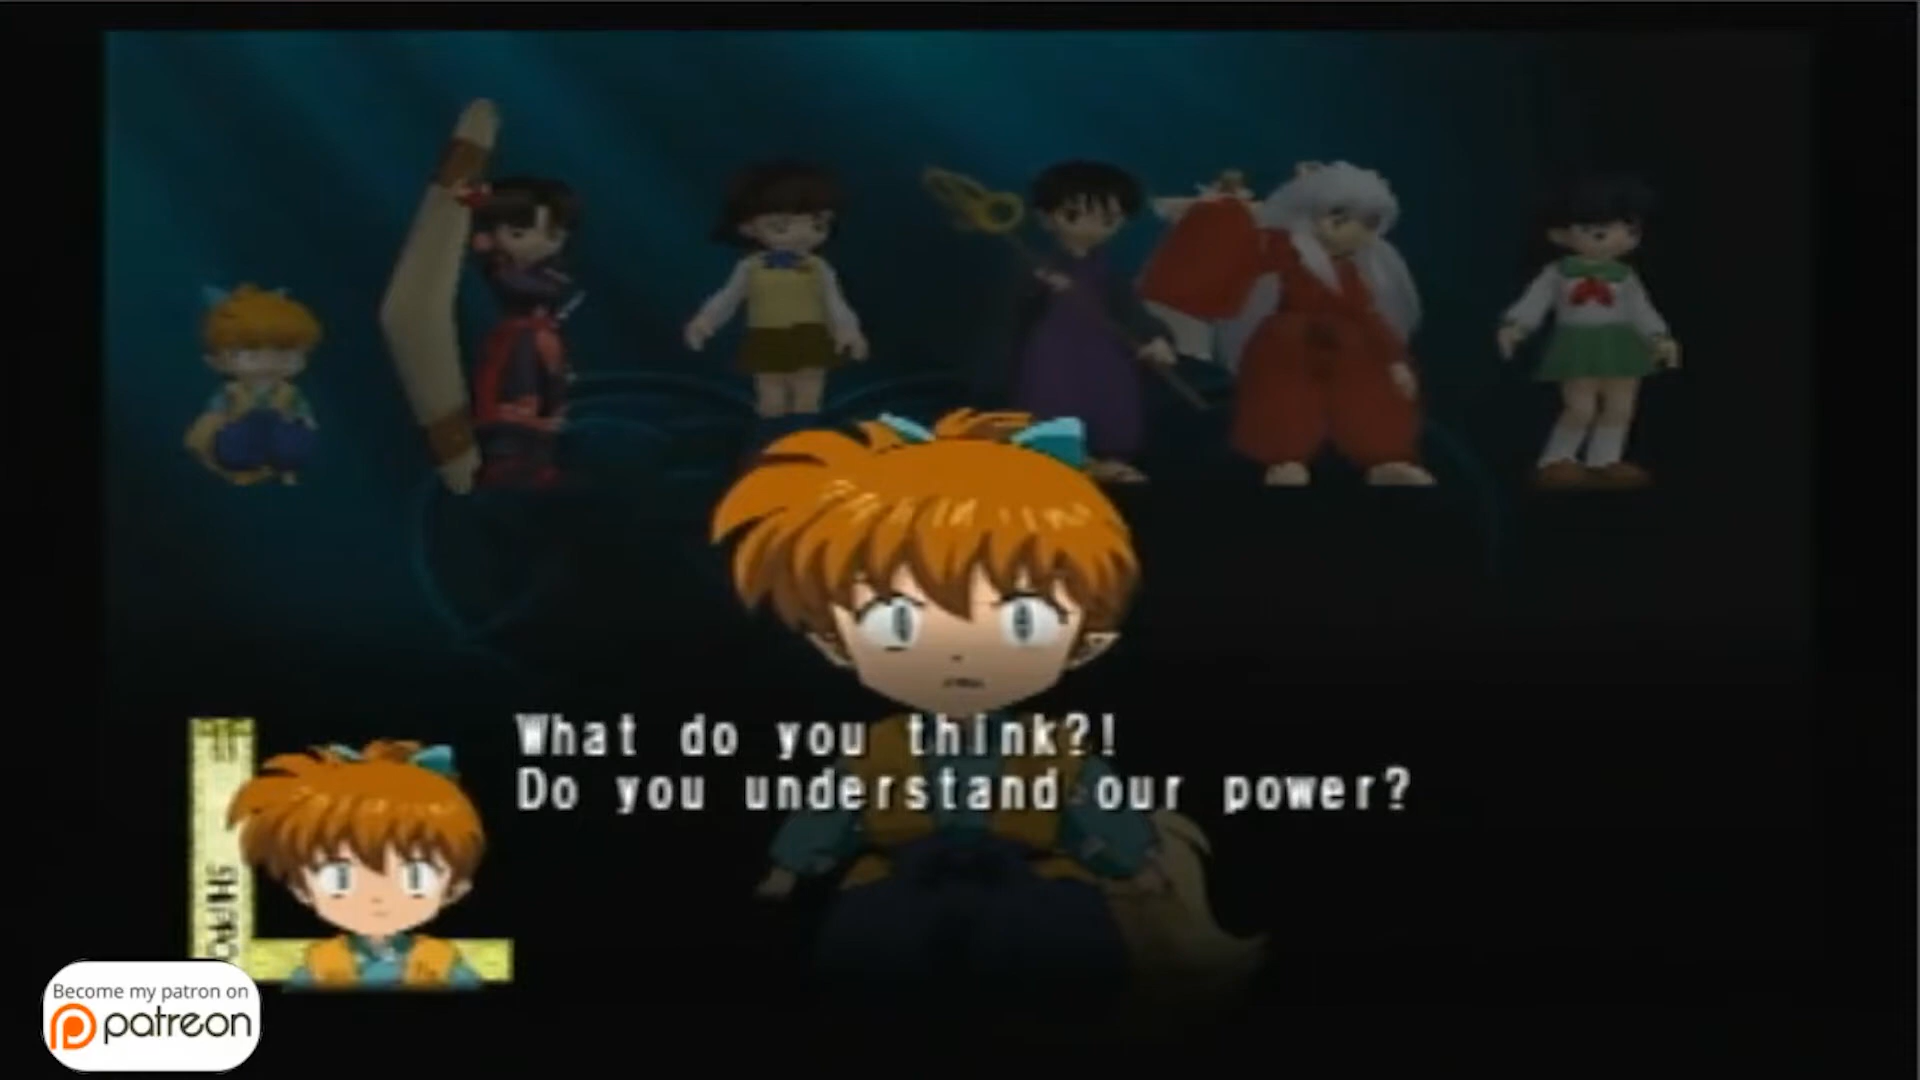 What do you think?!
Do you understand our power?
SHIPPO
Become my patron on
patreon